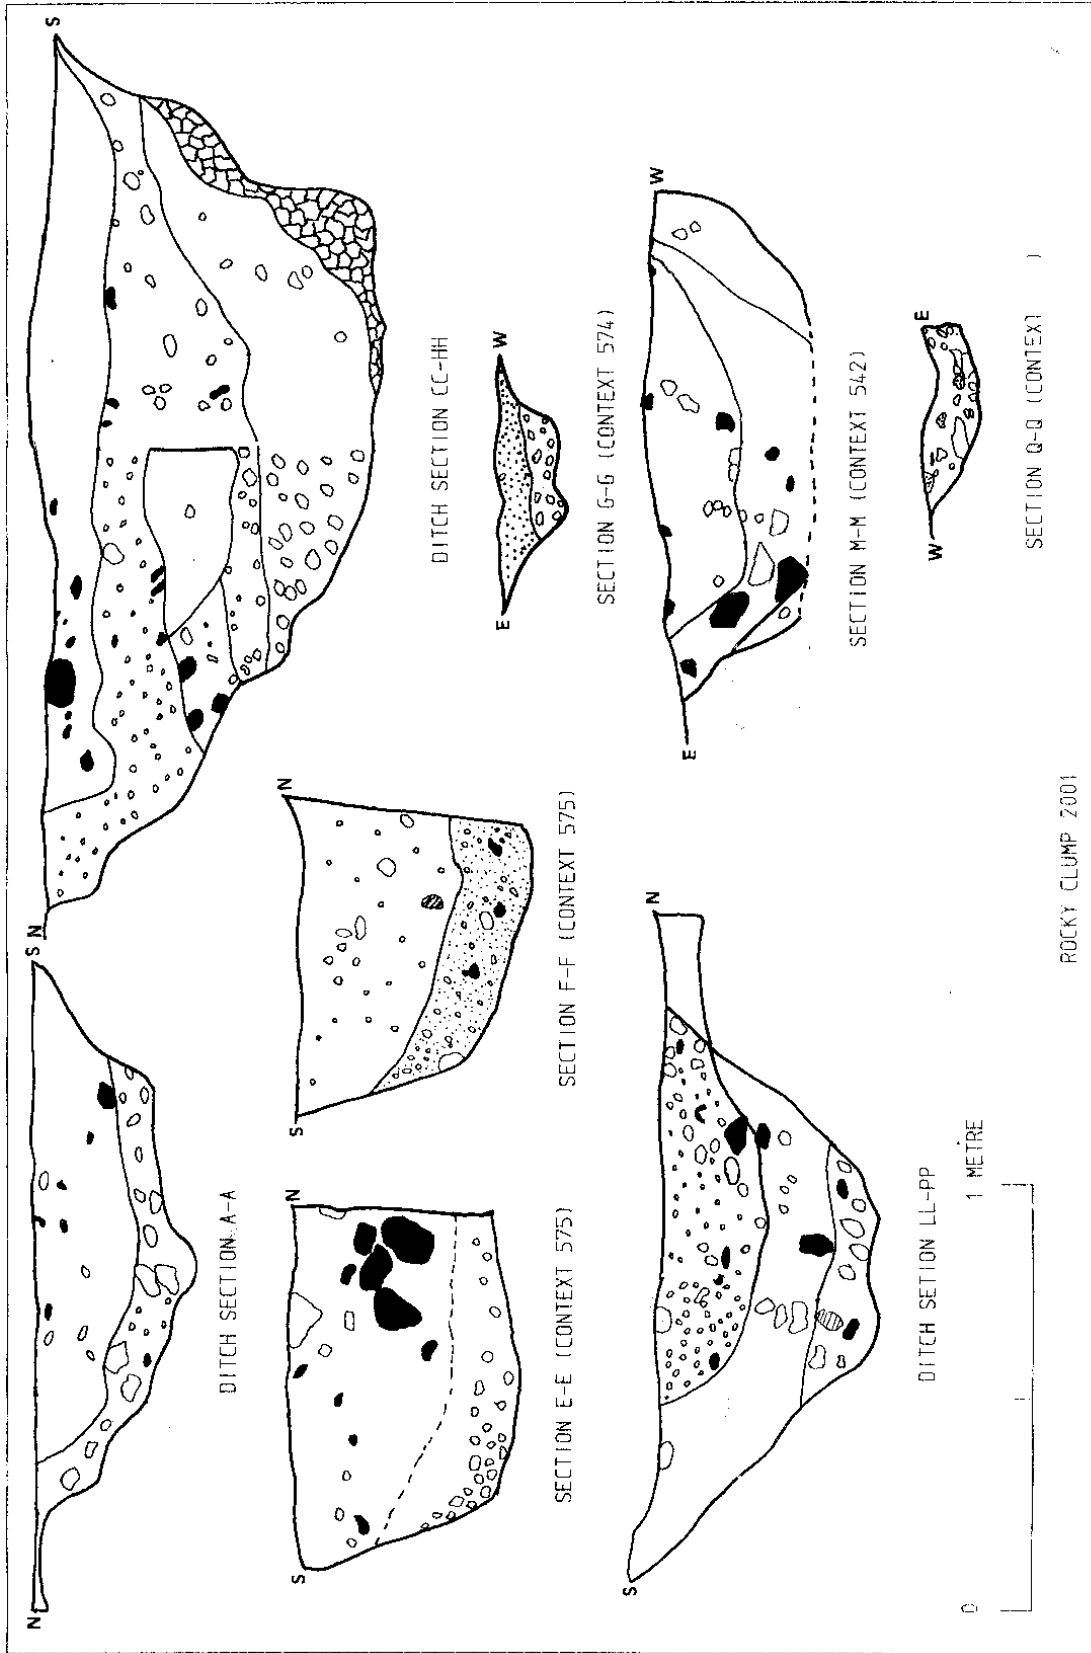 N S
DITCH SECTION A-A
N S
DITCH SECTION CC-HH
S N
SECTION E-E (CONTEXT 575)
S N
SECTION F-F (CONTEXT 575)
E W
SECTION G-G (CONTEXT 574)
S N
DITCH SECTION LL-PP
E W
SECTION M-M (CONTEXT 542)
W E
SECTION Q-Q (CONTEXT )
0 1 METRE
ROCKY CLUMP 2001